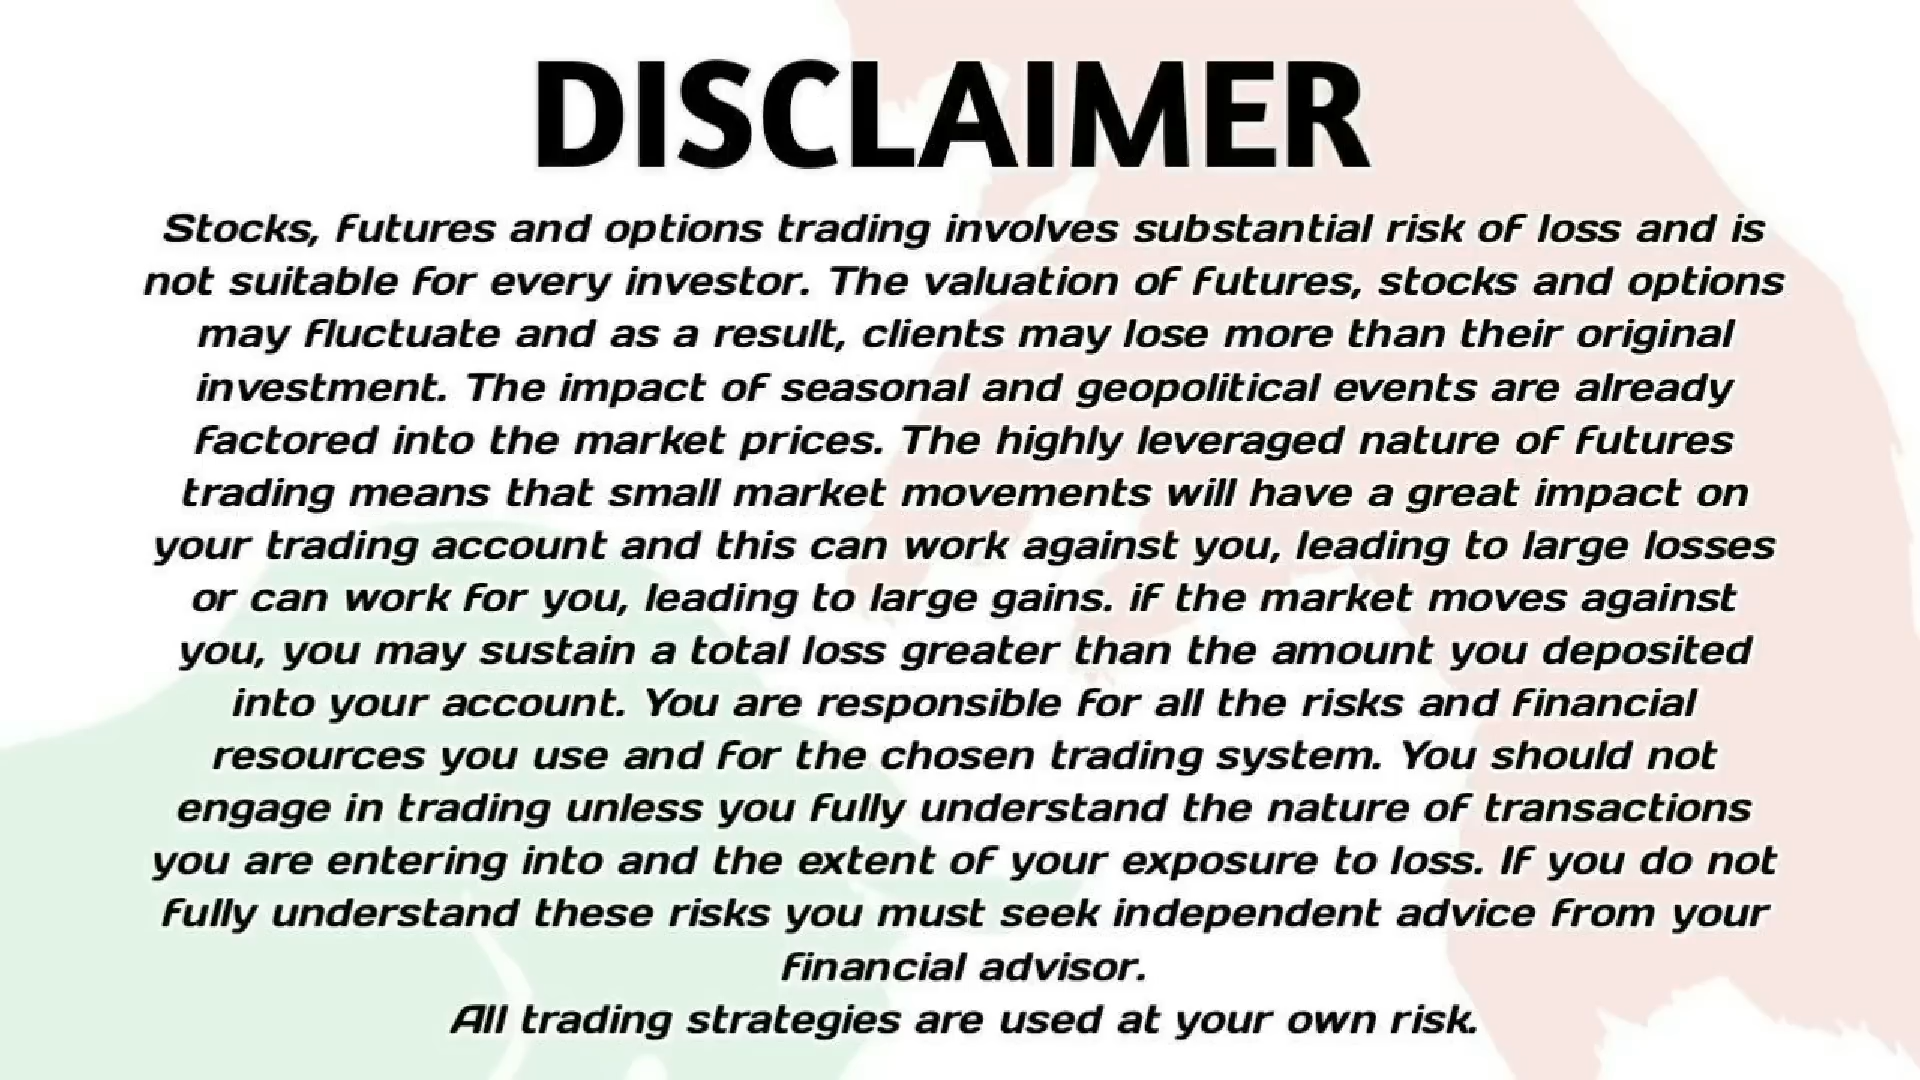 DISCLAIMER
Stocks, futures and options trading involves substantial risk of loss and is
not suitable for every investor. The valuation of futures, stocks and options
may fluctuate and as a result, clients may lose more than their original
investment. The impact of seasonal and geopolitical events are already
factored into the market prices. The highly leveraged nature of futures
trading means that small market movements will have a great impact on
your trading account and this can work against you, leading to large losses
or can work for you, leading to large gains. if the market moves against
you, you may sustain a total loss greater than the amount you deposited
into your account. You are responsible for all the risks and financial
resources you use and for the chosen trading system. You should not
engage in trading unless you fully understand the nature of transactions
you are entering into and the extent of your exposure to loss. If you do not
fully understand these risks you must seek independent advice from your
financial advisor.
All trading strategies are used at your own risk.